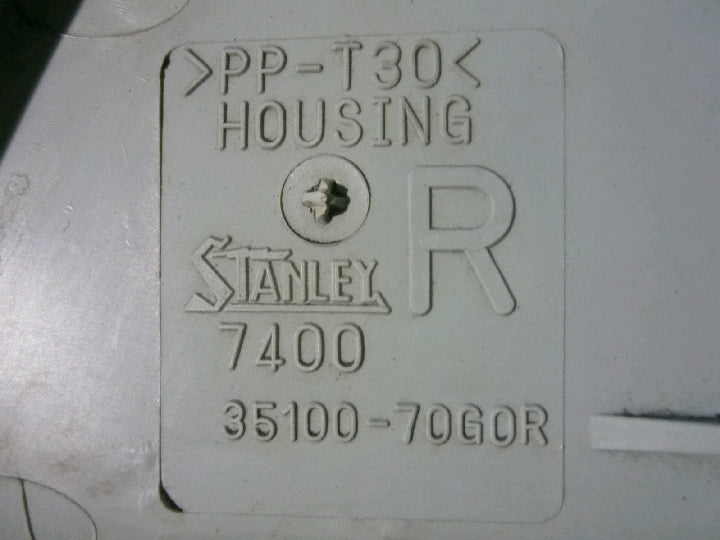 >PP-T30<
HOUSING
R
STANLEY
7400
35100-70G0R